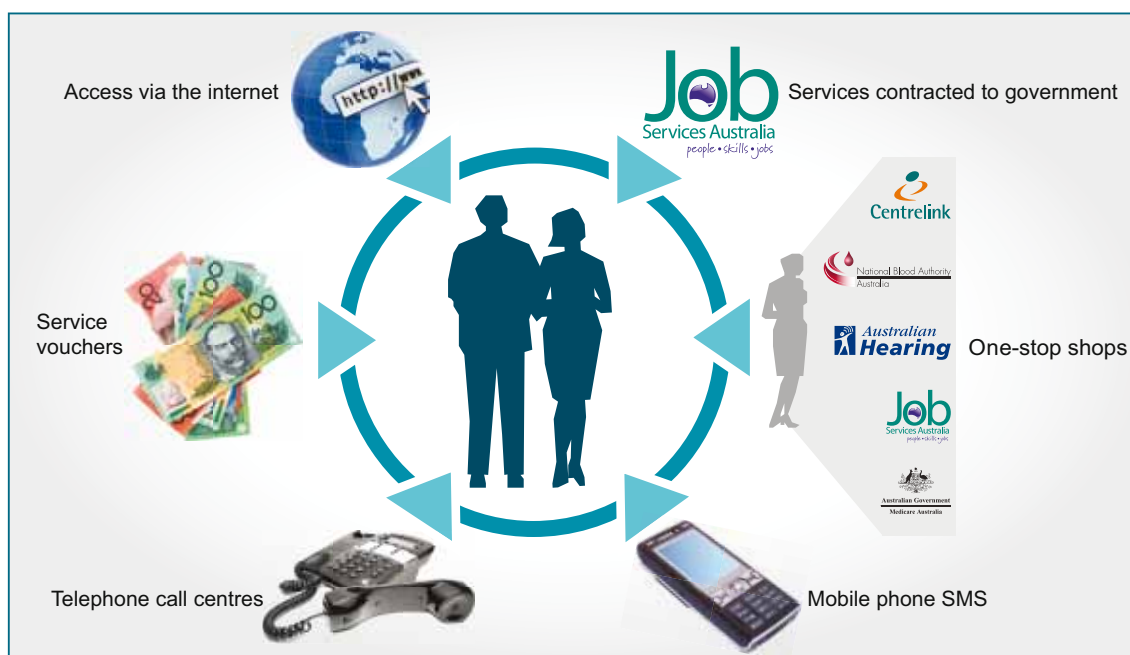 Access via the internet
http://www
Job
Services Australia
people • skills • jobs
Services contracted to government
Centrelink
National Blood Authority
Australia
Australian
Hearing
One-stop shops
Job
Services Australia
people • skills • jobs
Australian Government
Medicare Australia
Service
vouchers
100
100
Telephone call centres
Mobile phone SMS